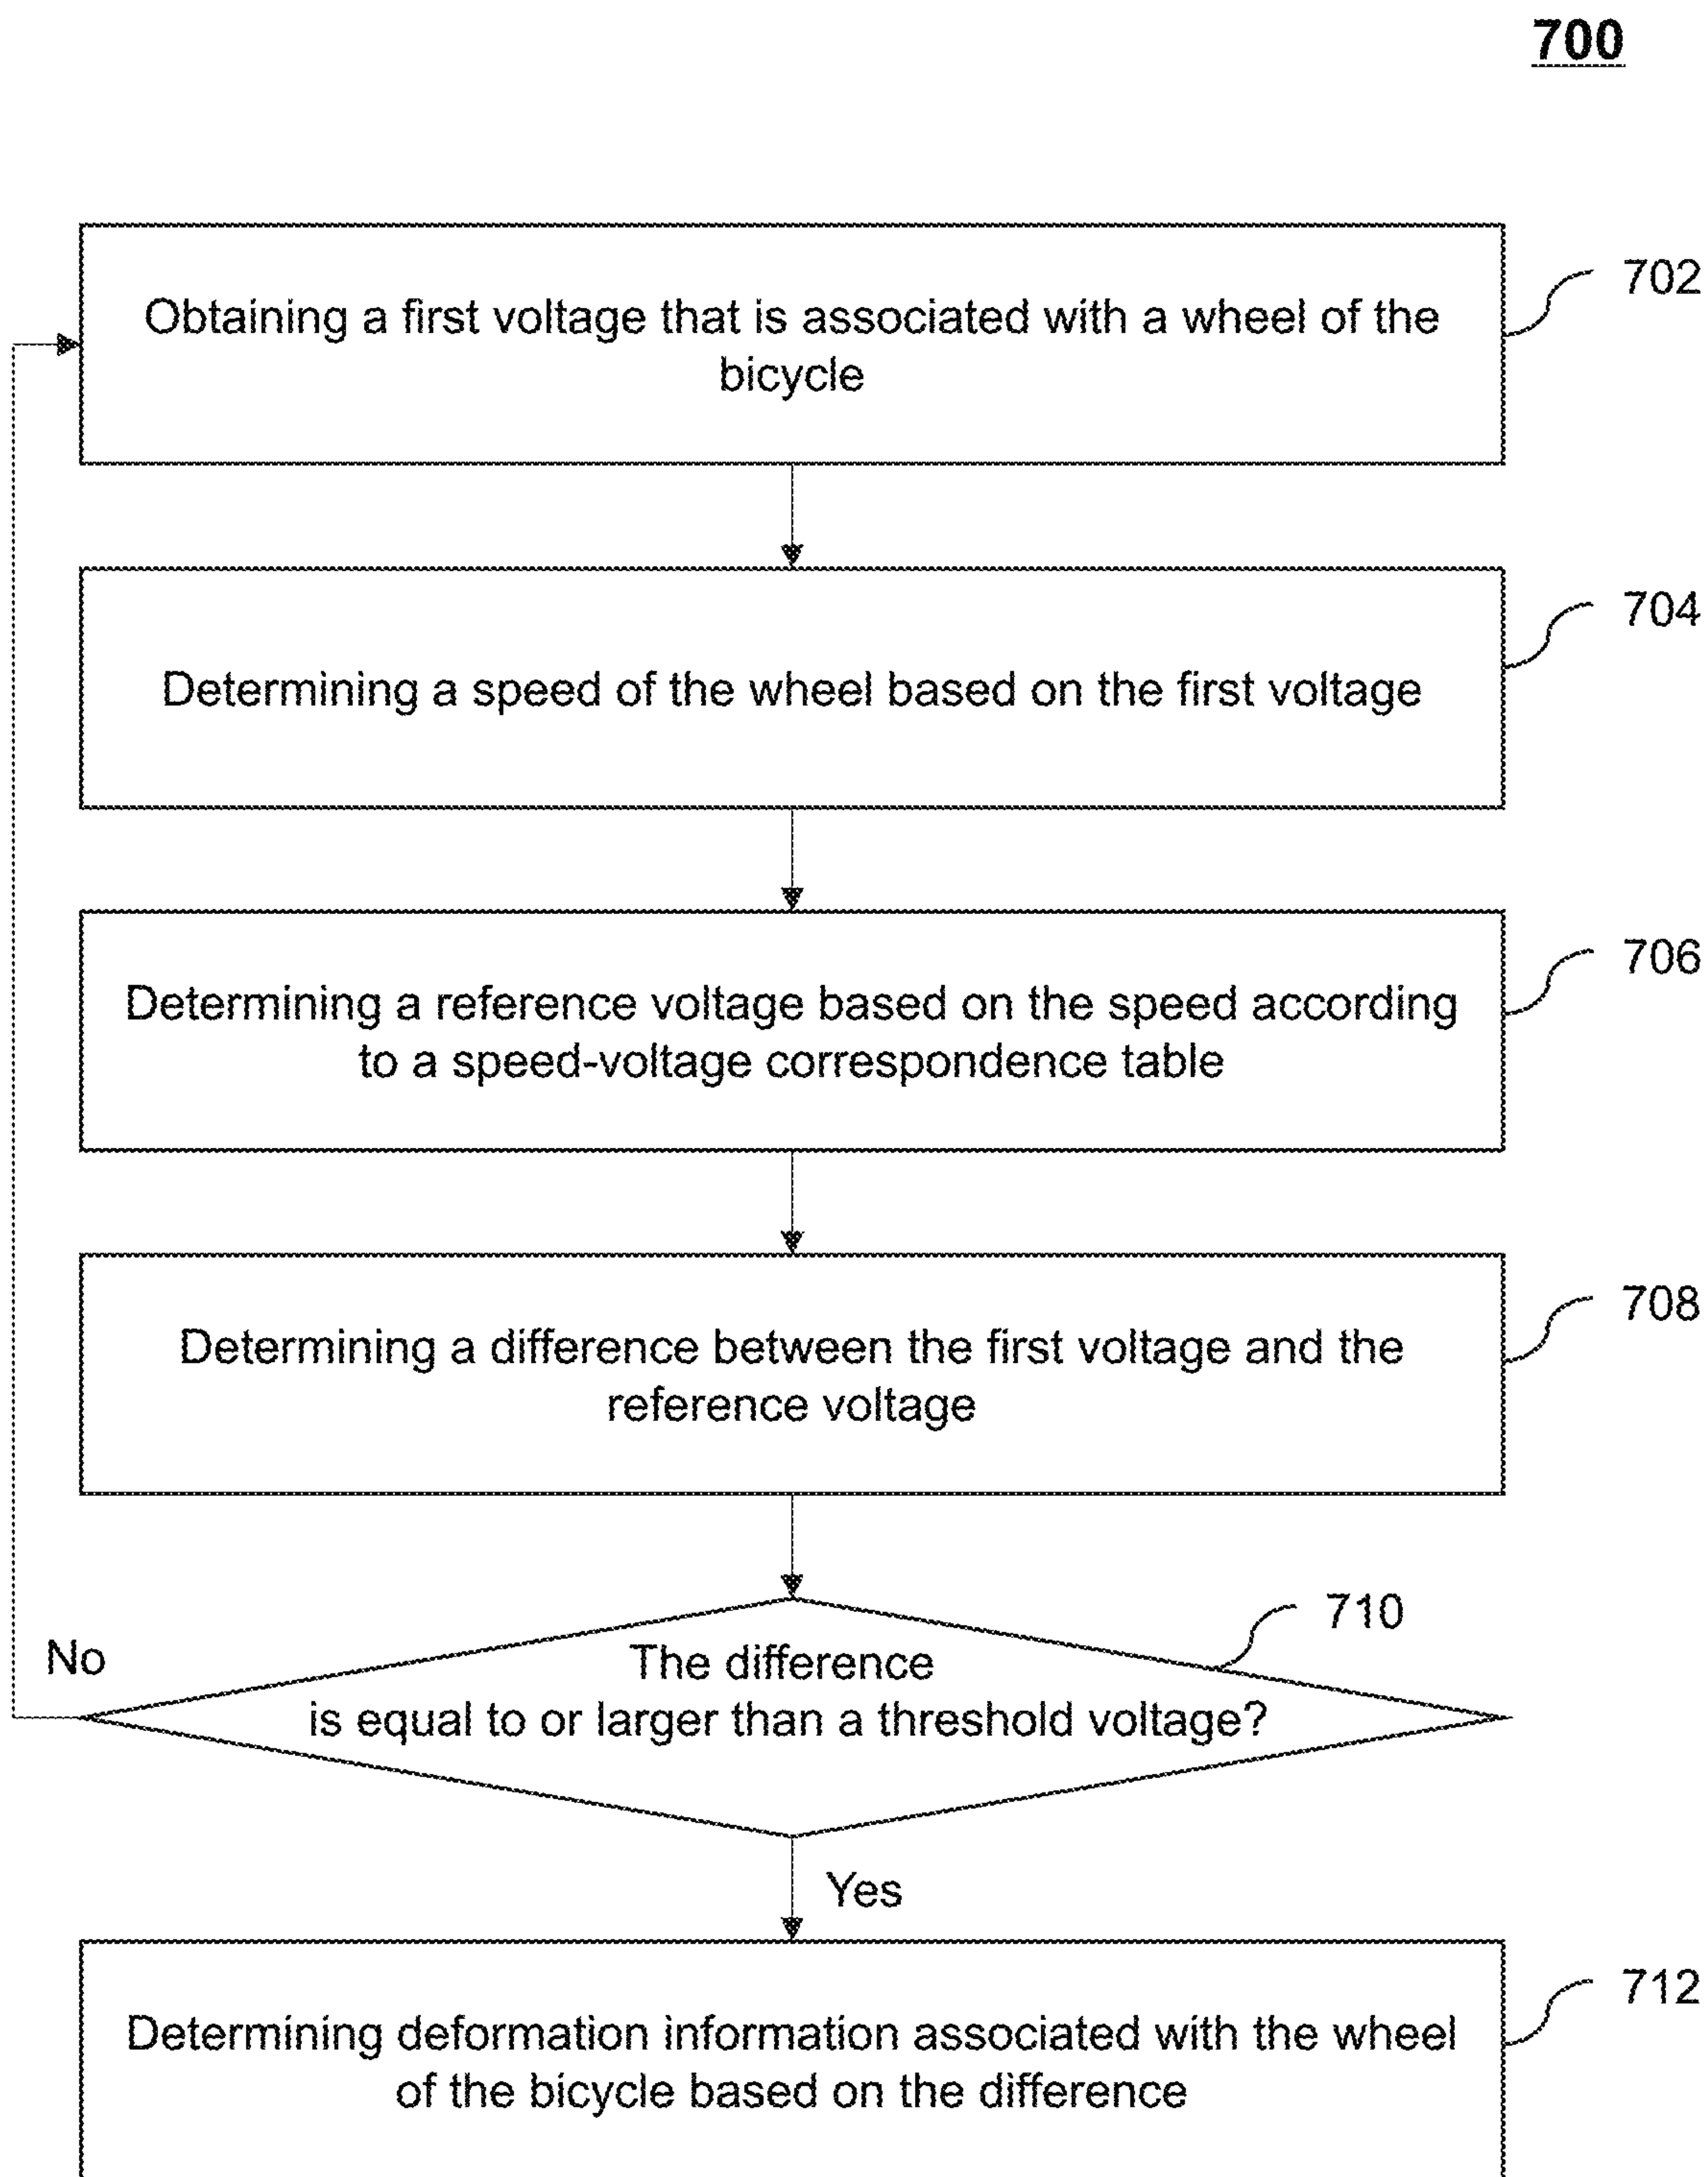 700
Obtaining a first voltage that is associated with a wheel of the
bicycle
702
Determining a speed of the wheel based on the first voltage
704
Determining a reference voltage based on the speed according
to a speed-voltage correspondence table
706
Determining a difference between the first voltage and the
reference voltage
708
The difference
is equal to or larger than a threshold voltage?
710
No
Yes
Determining deformation information associated with the wheel
of the bicycle based on the difference
712